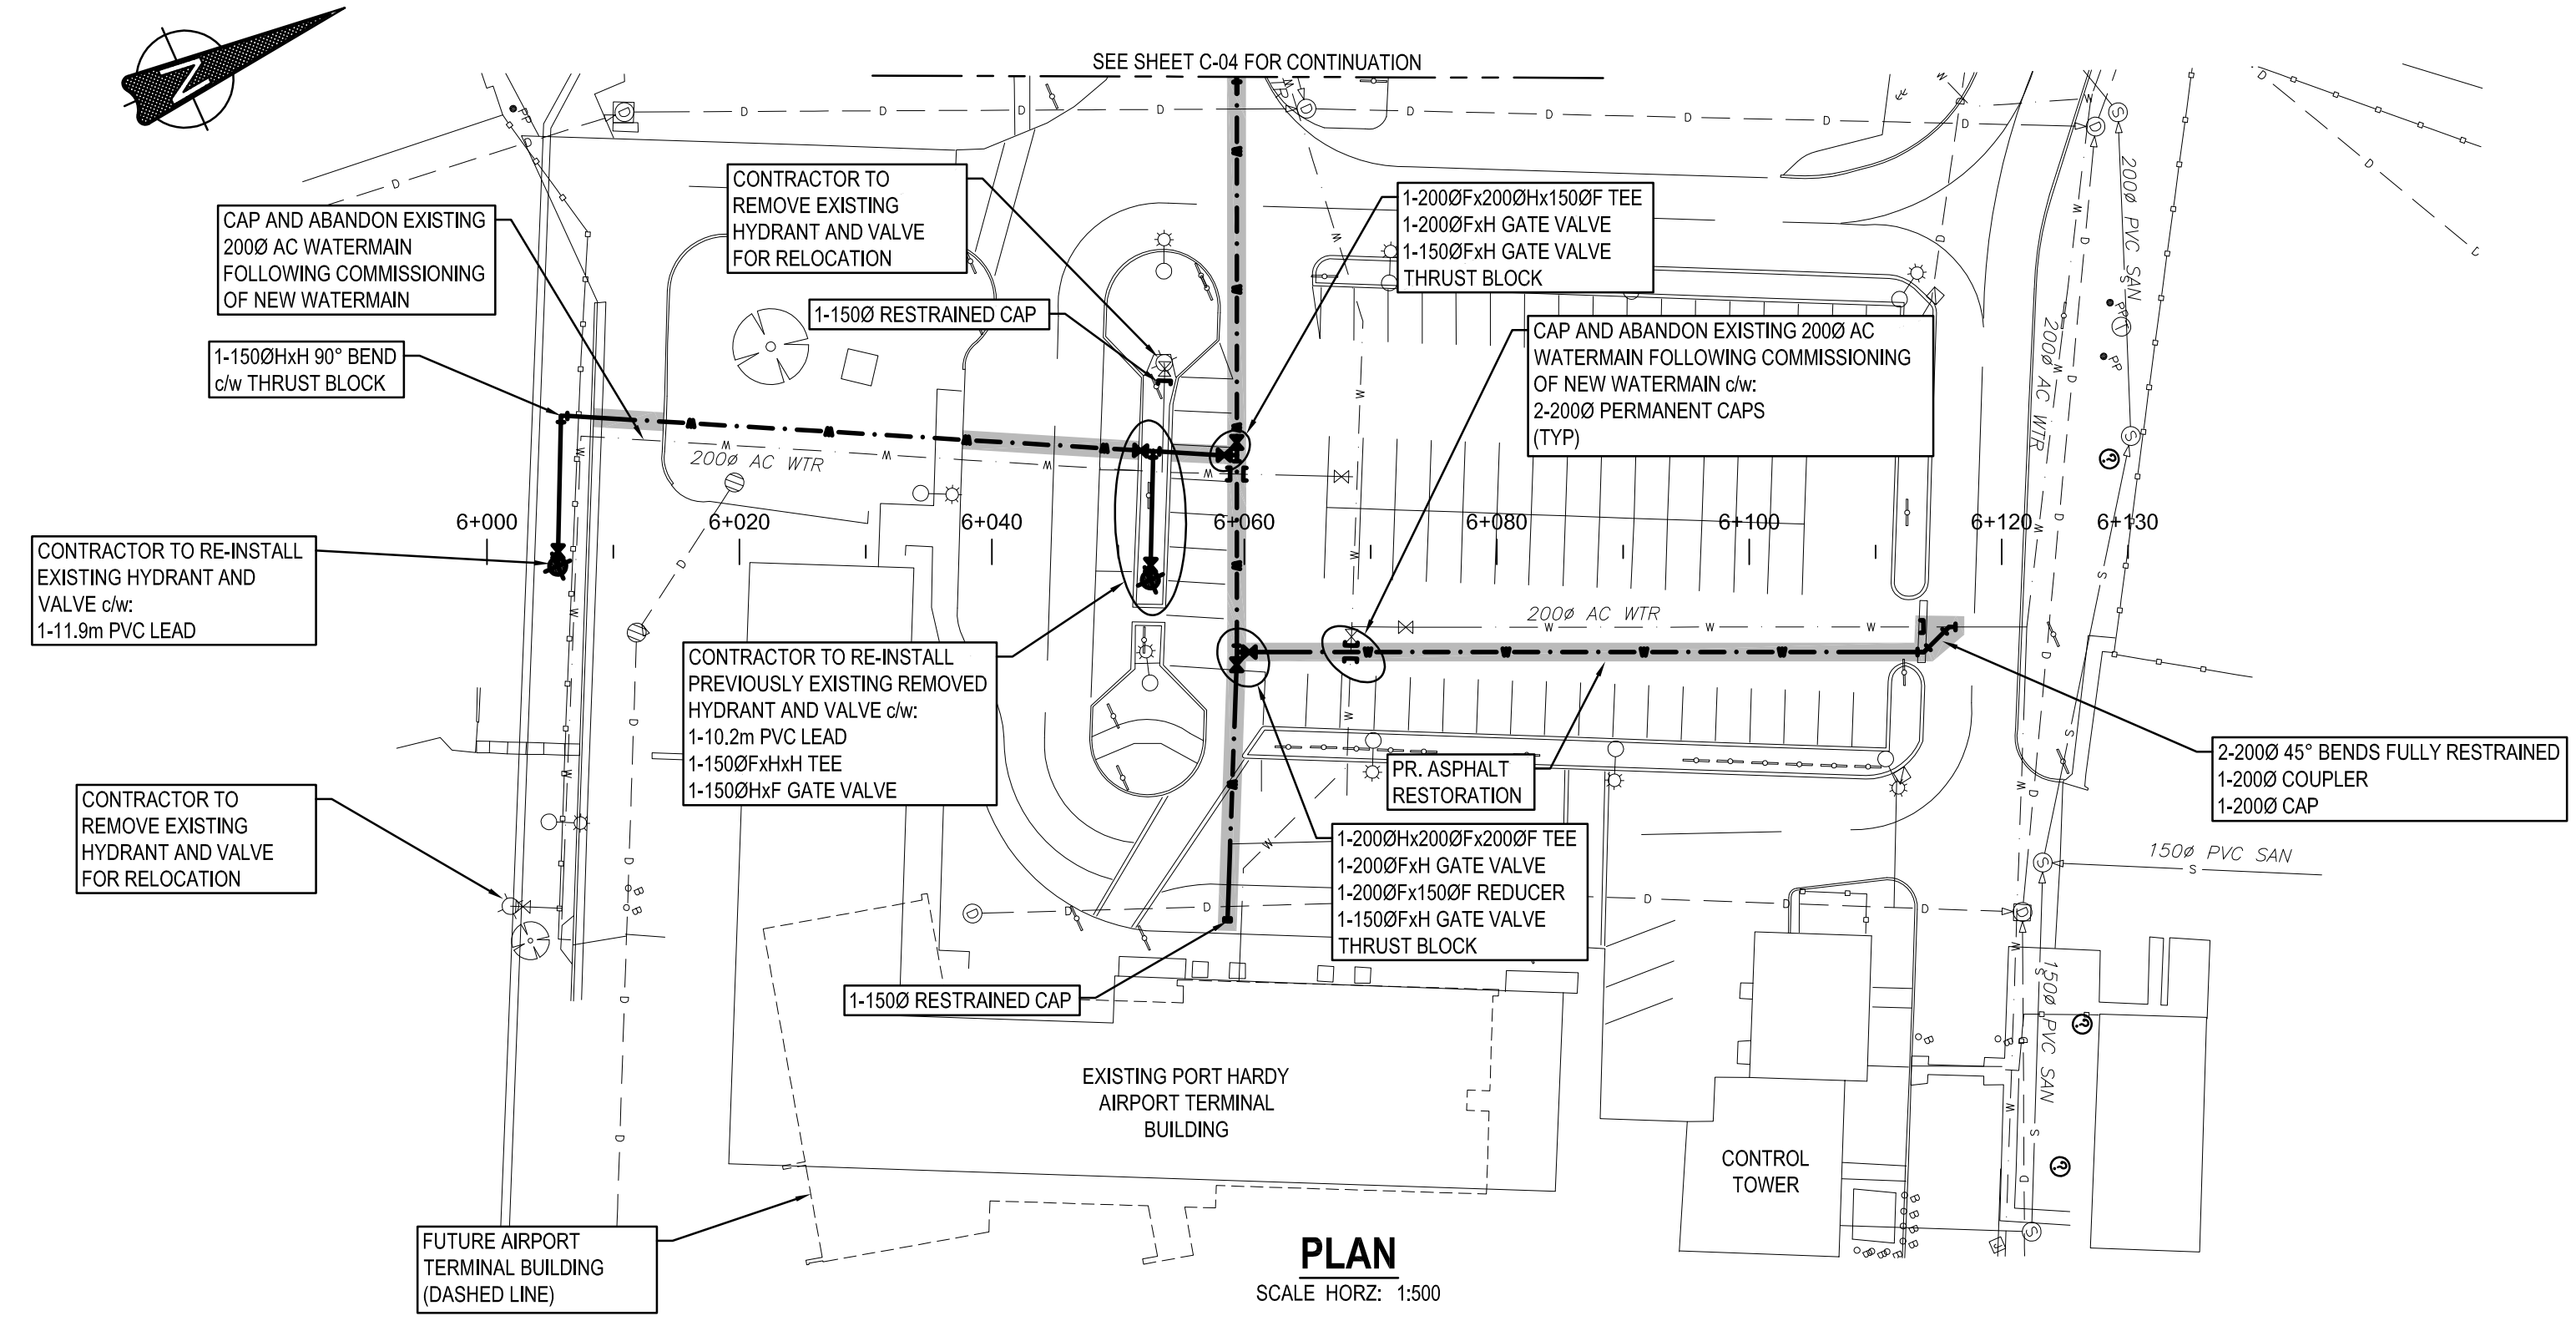 SEE SHEET C-04 FOR CONTINUATION
CONTRACTOR TO
REMOVE EXISTING
HYDRANT AND VALVE
FOR RELOCATION
1-200ØFx200ØHx150ØF TEE
1-200ØFxH GATE VALVE
1-150ØFxH GATE VALVE
THRUST BLOCK
CAP AND ABANDON EXISTING
200Ø AC WATERMAIN
FOLLOWING COMMISSIONING
OF NEW WATERMAIN
1-150Ø RESTRAINED CAP
CAP AND ABANDON EXISTING 200Ø AC
WATERMAIN FOLLOWING COMMISSIONING
OF NEW WATERMAIN c/w:
2-200Ø PERMANENT CAPS
(TYP)
1-150ØHxH 90° BEND
c/w THRUST BLOCK
200ø PVC SAN
200ø AC WTR
PP
PP
PP
200ø AC WTR
6+000
6+020
6+040
6+060
6+080
6+100
6+120
6+130
CONTRACTOR TO RE-INSTALL
EXISTING HYDRANT AND
VALVE c/w:
1-11.9m PVC LEAD
200ø AC WTR
CONTRACTOR TO RE-INSTALL
PREVIOUSLY EXISTING REMOVED
HYDRANT AND VALVE c/w:
1-10.2m PVC LEAD
1-150ØFxHxH TEE
1-150ØHxF GATE VALVE
PR. ASPHALT
RESTORATION
2-200Ø 45° BENDS FULLY RESTRAINED
1-200Ø COUPLER
1-200Ø CAP
CONTRACTOR TO
REMOVE EXISTING
HYDRANT AND VALVE
FOR RELOCATION
1-200ØHx200ØFx200ØF TEE
1-200ØFxH GATE VALVE
1-200ØFx150ØF REDUCER
1-150ØFxH GATE VALVE
THRUST BLOCK
150ø PVC SAN
1-150Ø RESTRAINED CAP
150ø PVC SAN
EXISTING PORT HARDY
AIRPORT TERMINAL
BUILDING
CONTROL
TOWER
FUTURE AIRPORT
TERMINAL BUILDING
(DASHED LINE)
PLAN
SCALE HORZ: 1:500